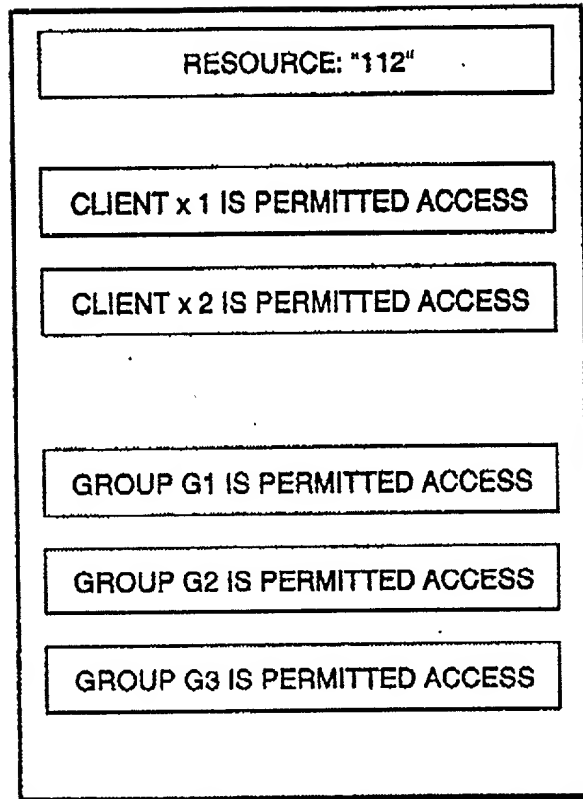 RESOURCE: "112"
CLIENT x 1 IS PERMITTED ACCESS
CLIENT x 2 IS PERMITTED ACCESS
GROUP G1 IS PERMITTED ACCESS
GROUP G2 IS PERMITTED ACCESS
GROUP G3 IS PERMITTED ACCESS